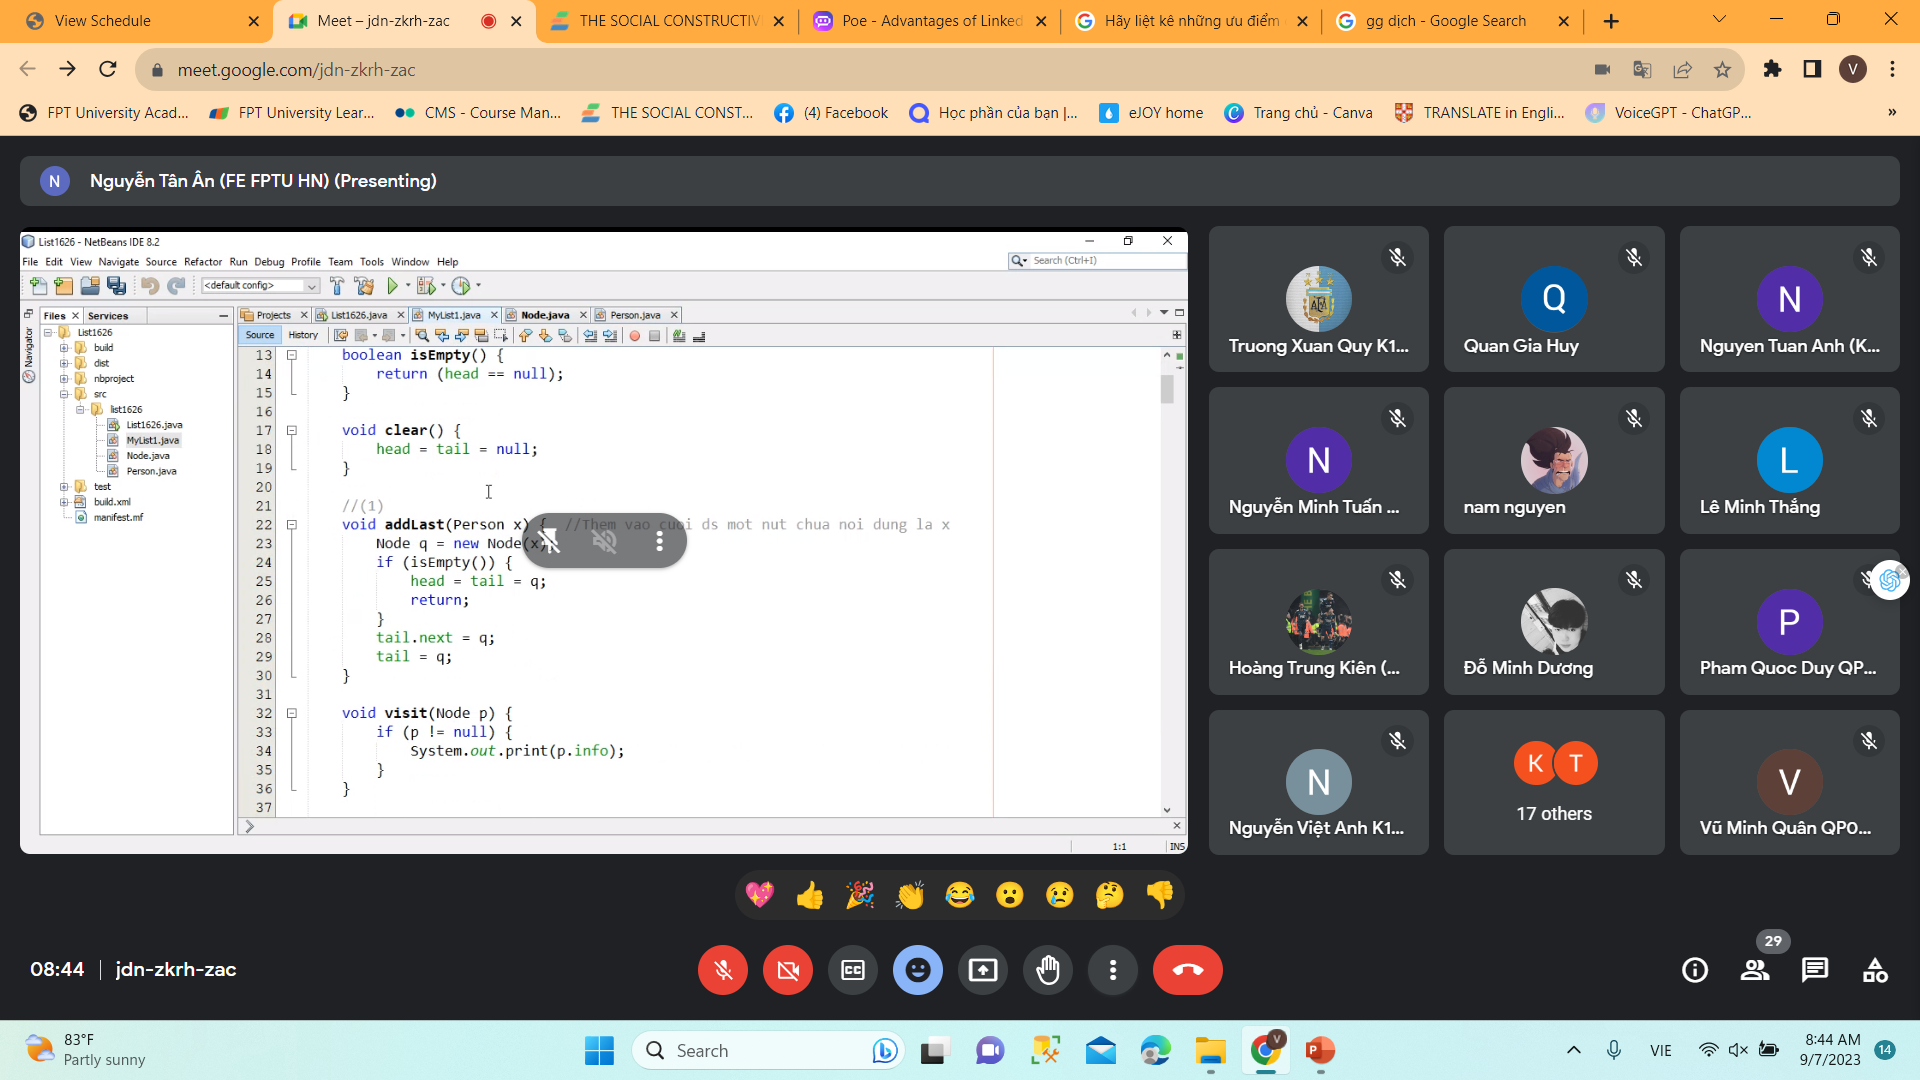 View Schedule
Meet – jdn-zkrh-zac
THE SOCIAL CONSTRUCTIV
Poe - Advantages of Linked
Hãy liệt kê những ưu điểm
gg dịch - Google Search
meet.google.com/jdn-zkrh-zac
V
FPT University Acad...
FPT University Lear...
CMS - Course Man...
THE SOCIAL CONST...
(4) Facebook
Học phần của bạn |...
eJOY home
Trang chủ - Canva
TRANSLATE in Engli...
VoiceGPT - ChatGP...
»
N
Nguyễn Tân Ân (FE FPTU HN) (Presenting)
List1626 - NetBeans IDE 8.2
File Edit View Navigate Source Refactor Run Debug Profile Team Tools Window Help
Search (Ctrl+I)
<default config>
Files
Services
Projects
List1626.java
MyList1.java
Node.java
Person.java
Navigator
Source
History
List1626
build
dist
nbproject
src
list1626
List1626.java
MyList1.java
Node.java
Person.java
test
build.xml
manifest.mf
13 boolean isEmpty() {
14 return (head == null);
15 }
16
17 void clear() {
18 head = tail = null;
19 }
20
21 //(1)
22 void addLast(Person x) { //Them vao cuoi ds mot nut chua noi dung la x
23 Node q = new Node(x)
24 if (isEmpty()) {
25 head = tail = q;
26 return;
27 }
28 tail.next = q;
29 tail = q;
30 }
31
32 void visit(Node p) {
33 if (p != null) {
34 System.out.print(p.info);
35 }
36 }
37
1:1
INS
Truong Xuan Quy K1...
Q
Quan Gia Huy
N
Nguyen Tuan Anh (K...
N
Nguyễn Minh Tuấn ...
nam nguyen
L
Lê Minh Thắng
Hoàng Trung Kiên (...
Đỗ Minh Dương
P
Pham Quoc Duy QP...
N
Nguyễn Việt Anh K1...
K T
17 others
V
Vũ Minh Quân QP0...
08:44 | jdn-zkrh-zac
CC
29
83°F
Partly sunny
Search
V
P
VIE
8:44 AM
9/7/2023
14